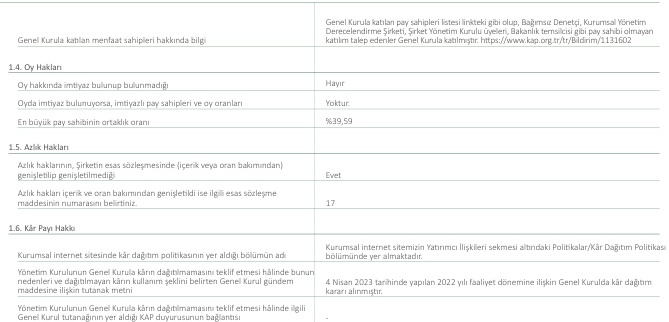 Genel Kurula katılan pay sahipleri listesi linkteki gibi olup, Bağımsız Denetçi, Kurumsal Yönetim
Derecelendirme Şirketi, Şirket Yönetim Kurulu üyeleri, Bakanlık temsilcisi gibi pay sahibi olmayan
Genel Kurula katılan menfaat sahipleri hakkında bilgi
katılım talep edenler Genel Kurula katılmıştır. https://www.kap.org.tr/tr/Bildirim/1131602
1.4. Oy Hakları
Oy hakkında imtiyaz bulunup bulunmadığı
Hayır
Oyda imtiyaz bulunuyorsa, imtiyazlı pay sahipleri ve oy oranları
Yoktur.
En büyük pay sahibinin ortaklık oranı
%39,59
1.5. Azlık Hakları
Azlık haklarının, Şirketin esas sözleşmesinde (içerik veya oran bakımından)
genişletilip genişletilmediği
Evet
Azlık hakları içerik ve oran bakımından genişletildi ise ilgili esas sözleşme
maddesinin numarasını belirtiniz.
17
1.6. Kâr Payı Hakkı
Kurumsal internet sitesinde kâr dağıtım politikasının yer aldığı bölümün adı
Kurumsal internet sitemizin Yatırımcı İlişkileri sekmesi altındaki Politikalar/Kâr Dağıtım Politikası
bölümünde yer almaktadır.
Yönetim Kurulunun Genel Kurula kârın dağıtılmamasını teklif etmesi hâlinde bunun
nedenleri ve dağıtılmayan kârın kullanım şeklini belirten Genel Kurul gündem
maddesine ilişkin tutanak metni
4 Nisan 2023 tarihinde yapılan 2022 yılı faaliyet dönemine ilişkin Genel Kurulda kâr dağıtım
kararı alınmıştır.
Yönetim Kurulunun Genel Kurula kârın dağıtılmamasını teklif etmesi hâlinde ilgili
Genel Kurul tutanağının yer aldığı KAP duyurusunun bağlantısı
-